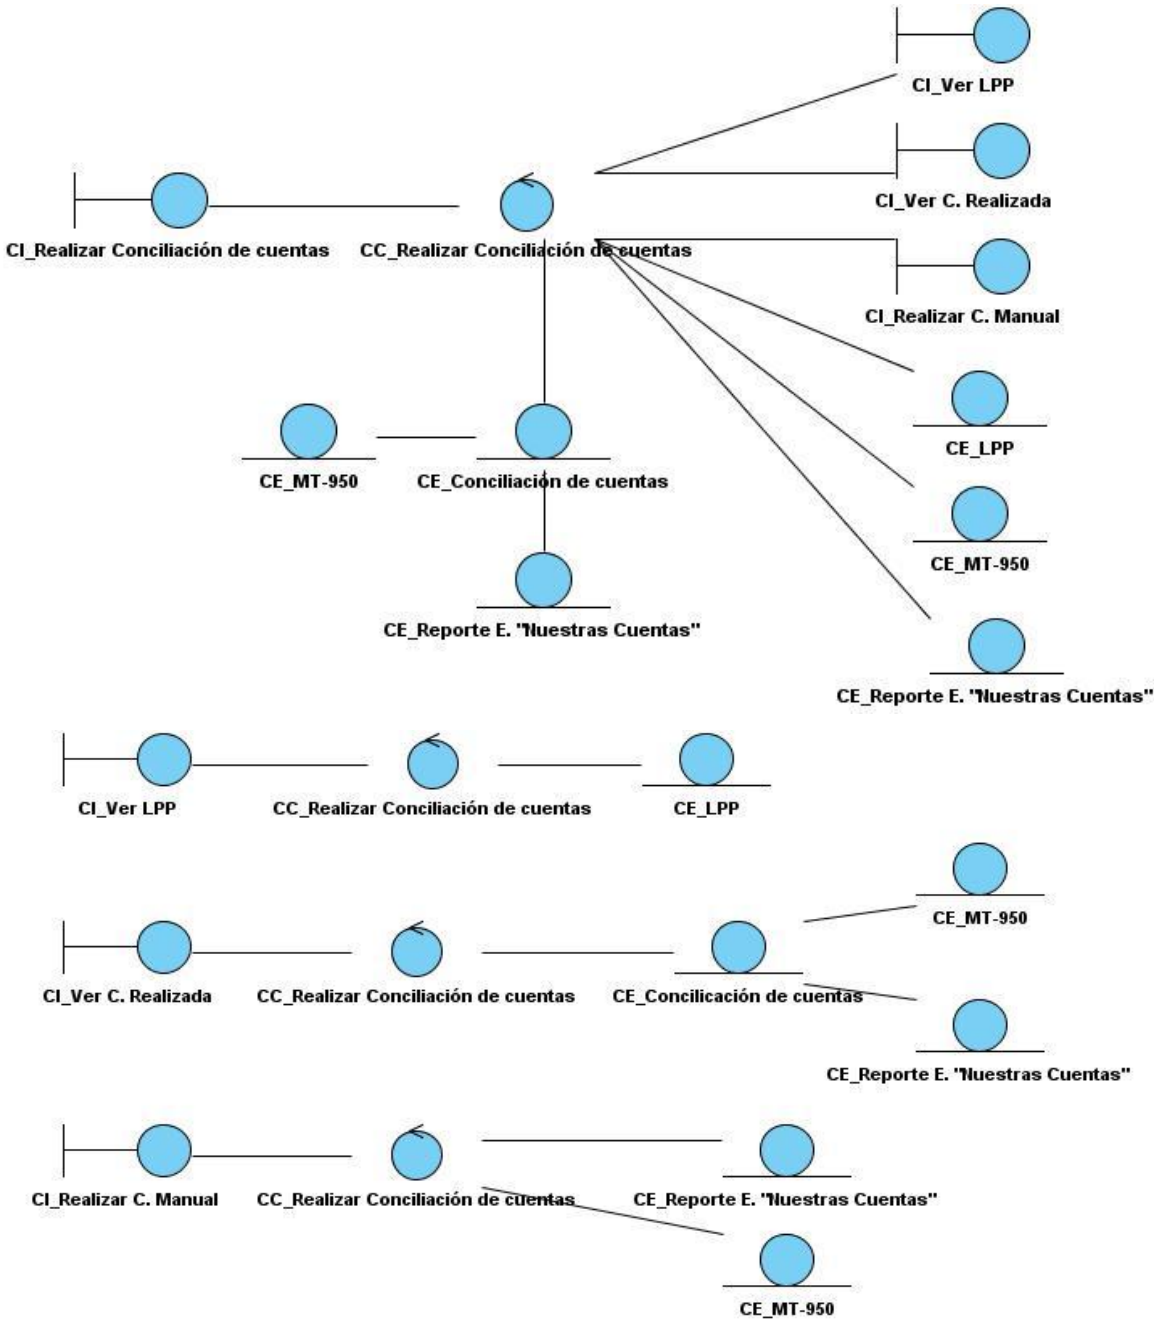 CI_Ver LPP
CI_Ver C. Realizada
CI_Realizar Conciliación de cuentas
CC_Realizar Conciliación de cuentas
CI_Realizar C. Manual
CE_LPP
CE_MT-950
CE_Conciliación de cuentas
CE_MT-950
CE_Reporte E. "Nuestras Cuentas"
CE_Reporte E. "Nuestras Cuentas"
CI_Ver LPP
CC_Realizar Conciliación de cuentas
CE_LPP
CE_MT-950
CI_Ver C. Realizada
CC_Realizar Conciliación de cuentas
CE_Concilicación de cuentas
CE_Reporte E. "Nuestras Cuentas"
CI_Realizar C. Manual
CC_Realizar Conciliación de cuentas
CE_Reporte E. "Nuestras Cuentas"
CE_MT-950